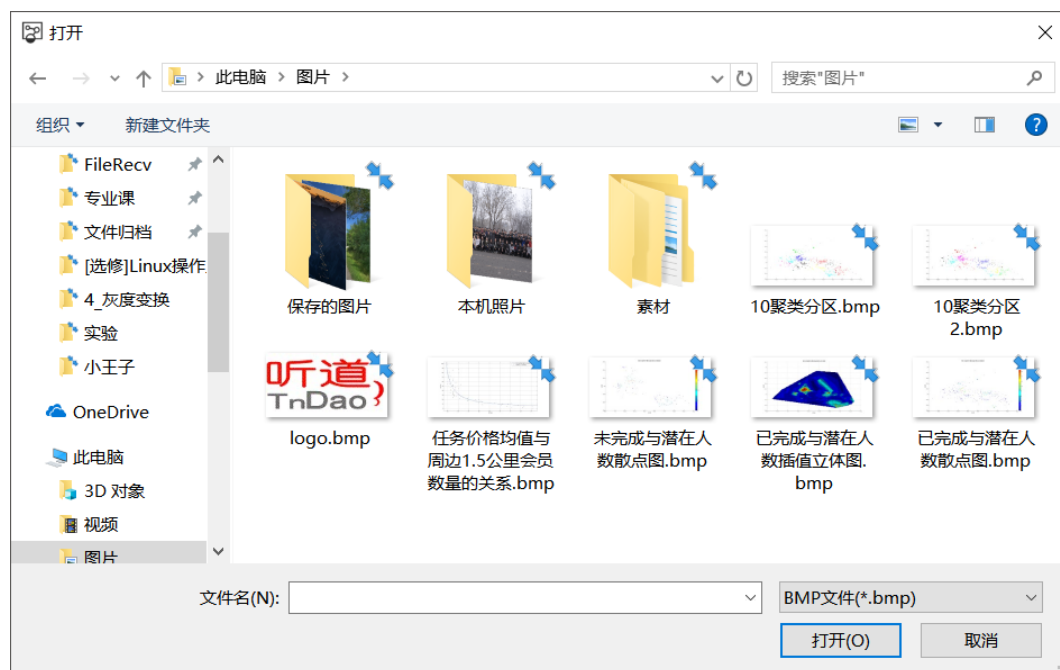 打开
此电脑 > 图片 >
搜索"图片"
组织
新建文件夹
FileRecv
专业课
文件归档
[选修]Linux操作
4_灰度变换
实验
小王子
OneDrive
此电脑
3D 对象
视频
图片
保存的图片
本机照片
素材
10聚类分区.bmp
10聚类分区
2.bmp
听道
TnDao
logo.bmp
任务价格均值与
周边1.5公里会员
数量的关系.bmp
未完成与潜在人
数散点图.bmp
已完成与潜在人
数插值立体图.
bmp
已完成与潜在人
数散点图.bmp
文件名(N):
BMP文件(*.bmp)
打开(O)
取消